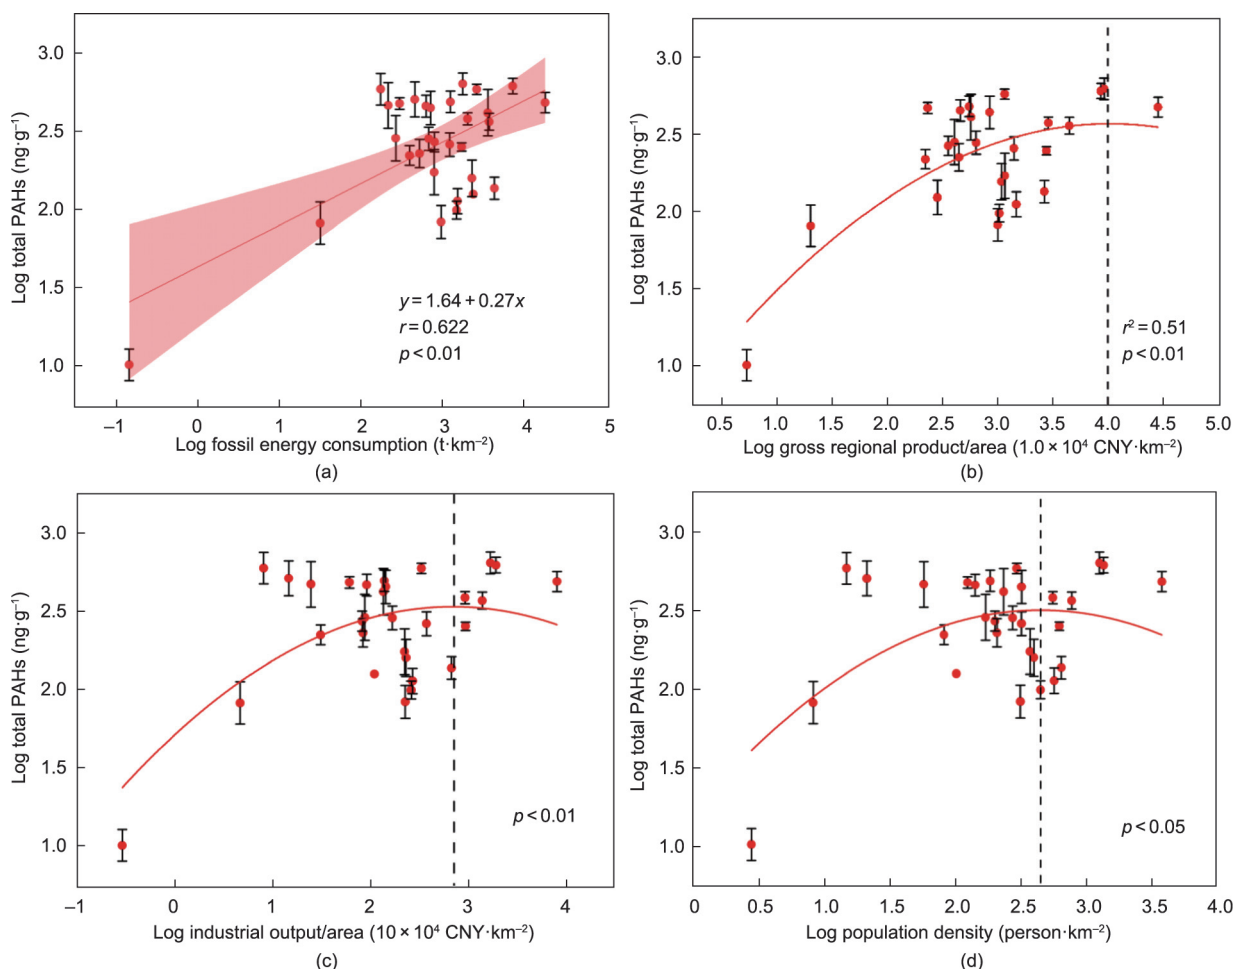 3.0
2.5
2.0
1.5
1.0
Log total PAHs (ng·g⁻¹)
y = 1.64 + 0.27x
r = 0.622
p < 0.01
−1 0 1 2 3 4 5
Log fossil energy consumption (t·km⁻²)
(a)
3.0
2.5
2.0
1.5
1.0
Log total PAHs (ng·g⁻¹)
r² = 0.51
p < 0.01
0.5 1.0 1.5 2.0 2.5 3.0 3.5 4.0 4.5 5.0
Log gross regional product/area (1.0 × 10⁴ CNY·km⁻²)
(b)
3.0
2.5
2.0
1.5
1.0
Log total PAHs (ng·g⁻¹)
p < 0.01
−1 0 1 2 3 4
Log industrial output/area (10 × 10⁴ CNY·km⁻²)
(c)
3.0
2.5
2.0
1.5
1.0
Log total PAHs (ng·g⁻¹)
p < 0.05
0 0.5 1.0 1.5 2.0 2.5 3.0 3.5 4.0
Log population density (person·km⁻²)
(d)